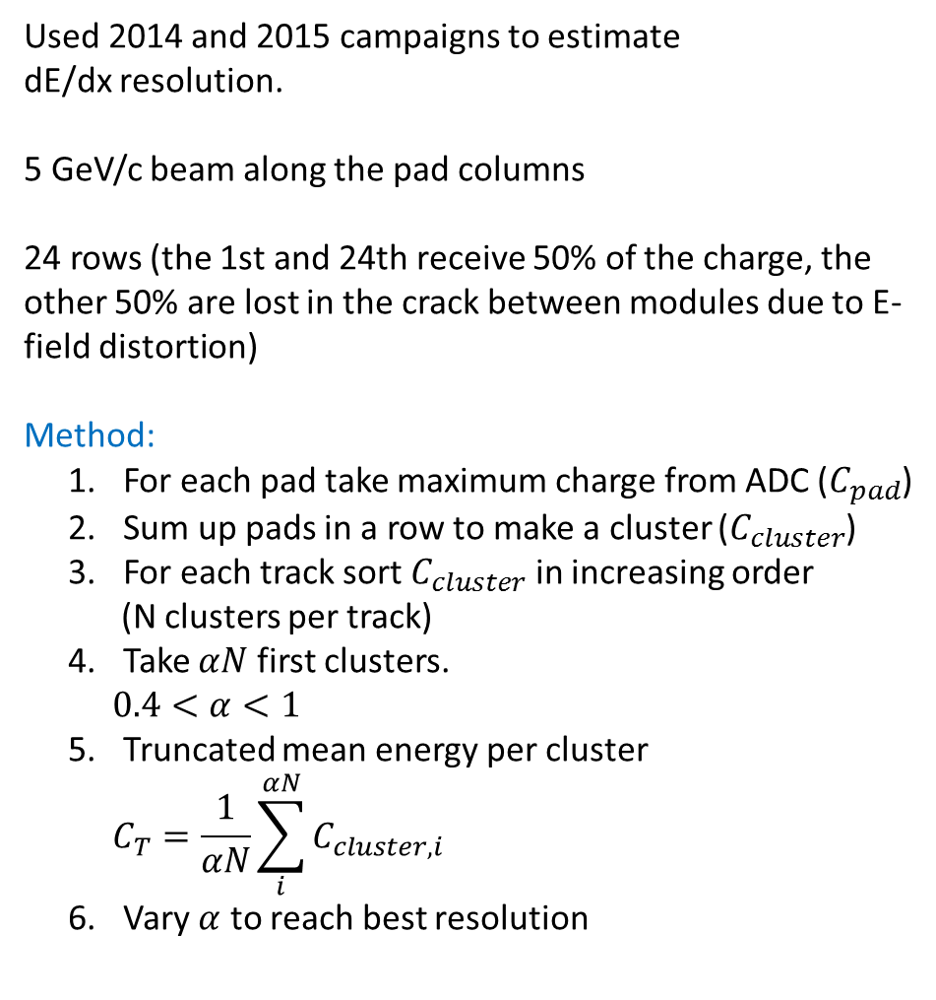 Used 2014 and 2015 campaigns to estimate
dE/dx resolution.
5 GeV/c beam along the pad columns
24 rows (the 1st and 24th receive 50% of the charge, the
other 50% are lost in the crack between modules due to E-
field distortion)
Method:
1. For each pad take maximum charge from ADC (C_{pad})
2. Sum up pads in a row to make a cluster (C_{cluster})
3. For each track sort C_{cluster} in increasing order
(N clusters per track)
4. Take αN first clusters.
0.4 < α < 1
5. Truncated mean energy per cluster
C_T = \frac{1}{αN} \sum_{i}^{αN} C_{cluster,i}
6. Vary α to reach best resolution